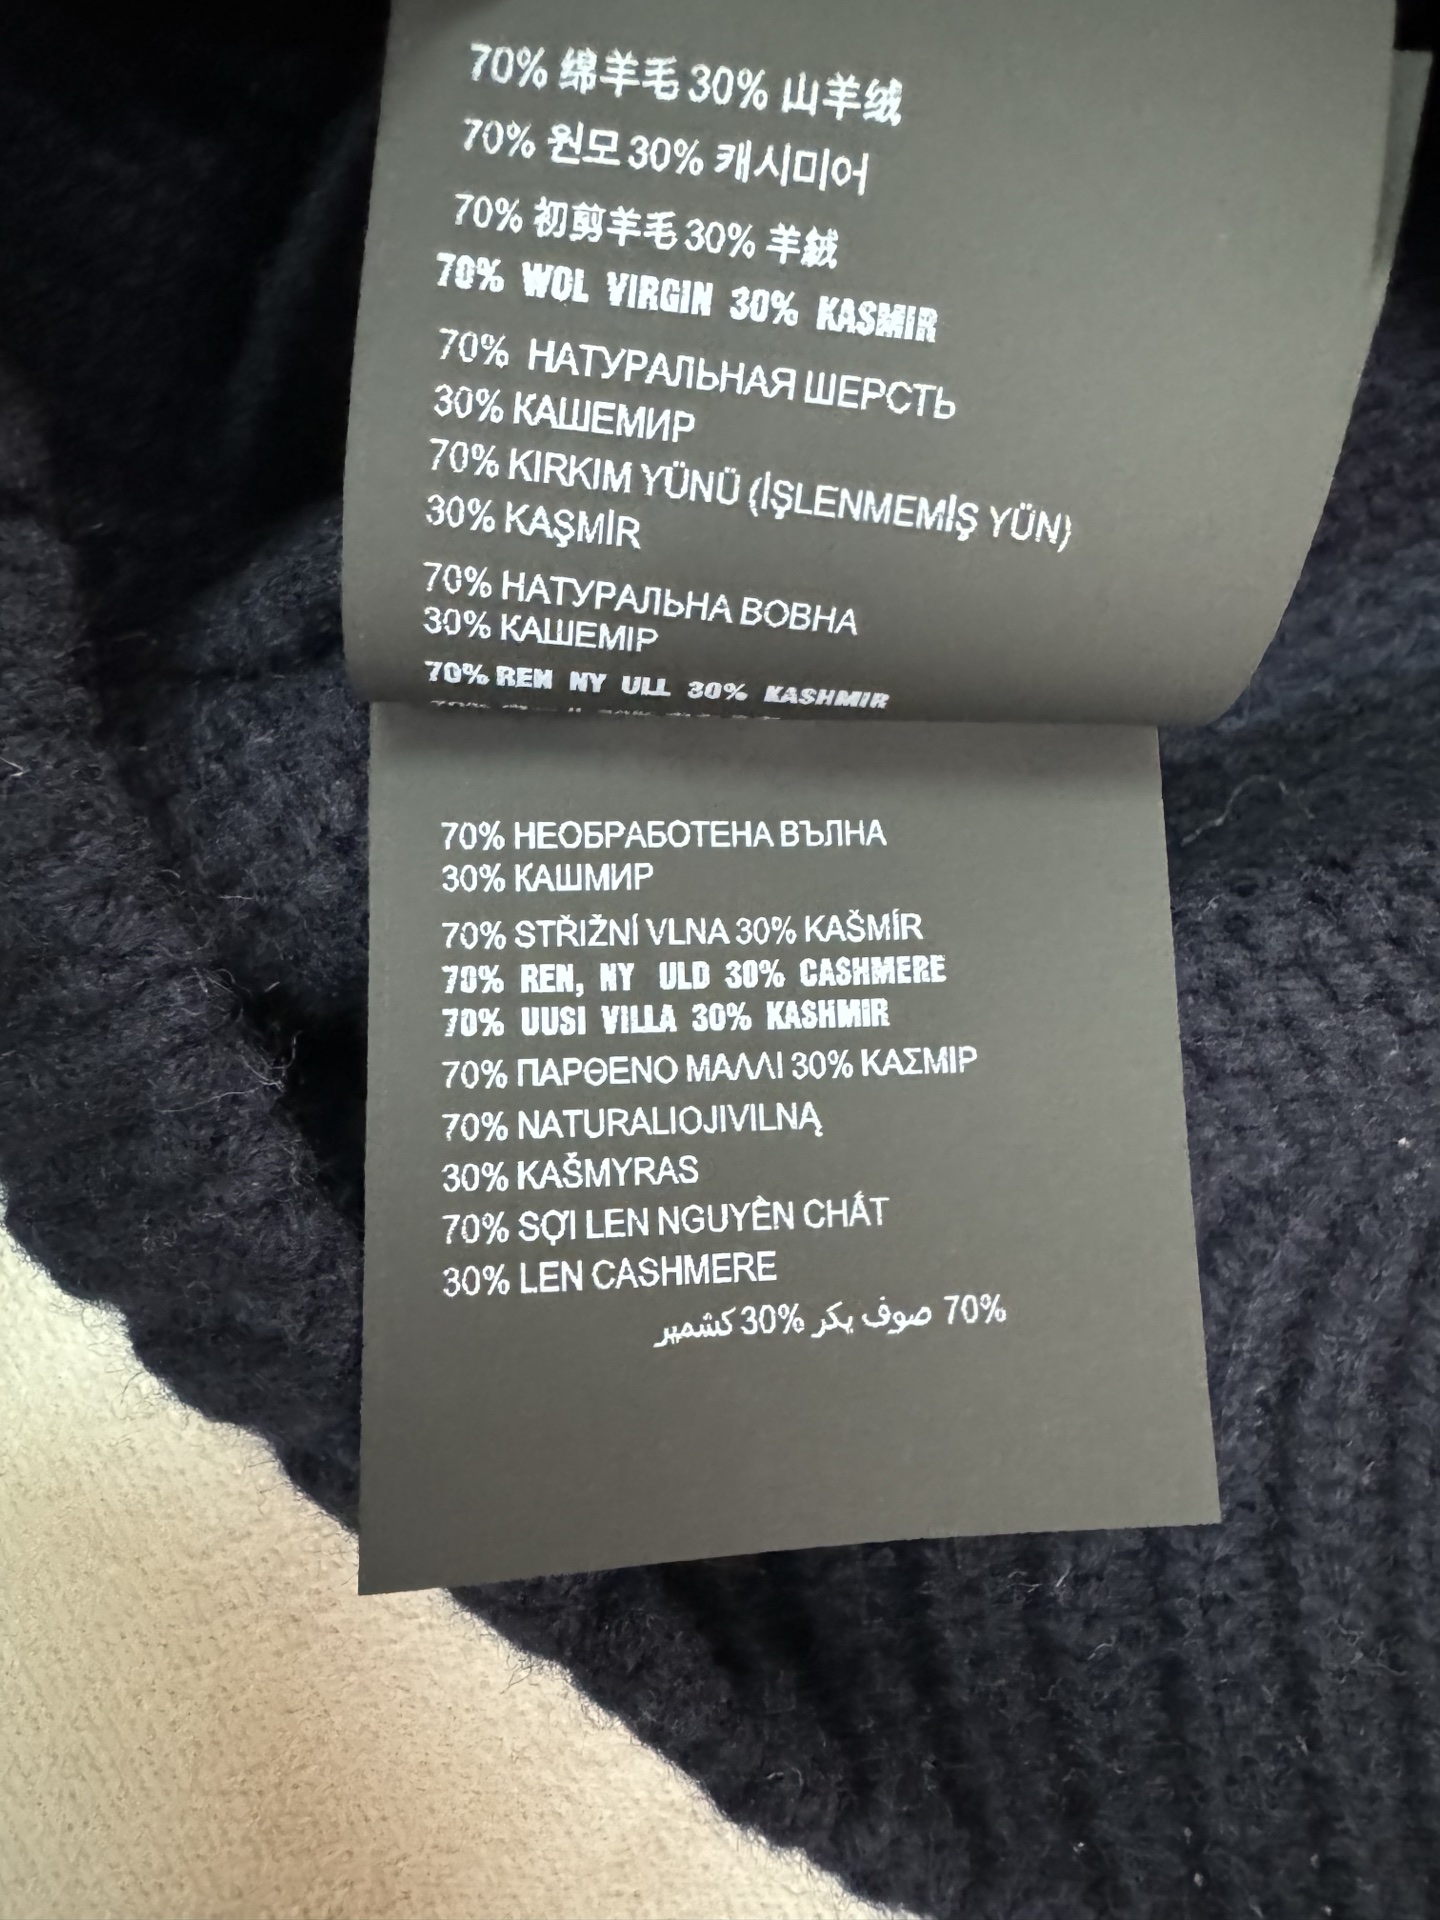 70% 绵羊毛 30% 山羊绒
70% 원모 30% 캐시미어
70% 初剪羊毛 30% 羊絨
70% WOL VIRGIN 30% KASMIR
70% НАТУРАЛЬНАЯ ШЕРСТЬ
30% КАШЕМИР
70% KIRKIM YÜNÜ (İŞLENMEMİŞ YÜN)
30% KAŞMİR
70% НАТУРАЛЬНА ВОВНА
30% КАШЕМІР
70% REN NY ULL 30% KASHMIR
70% НЕОБРАБОТЕНА ВЪЛНА
30% КАШМИР
70% STŘIŽNÍ VLNA 30% KAŠMÍR
70% REN, NY ULD 30% CASHMERE
70% UUSI VILLA 30% KASHMIR
70% ΠΑΡΘΕΝΟ ΜΑΛΛΙ 30% ΚΑΣΜΙΡ
70% NATURALIOJIVILNĄ
30% KAŠMYRAS
70% SỢI LEN NGUYÊN CHẤT
30% LEN CASHMERE
70% صوف بكر 30% كشمير